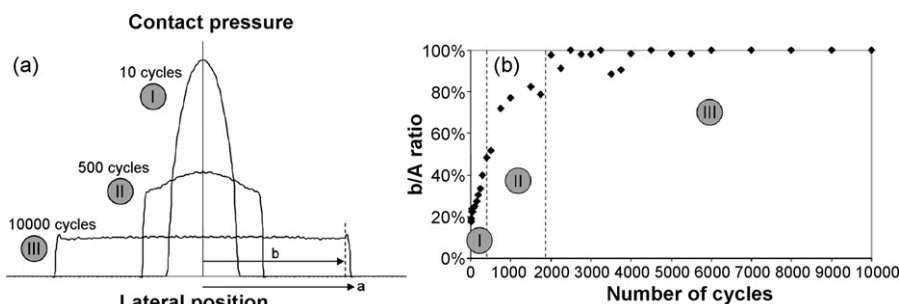 Contact pressure
(a)
10 cycles
I
500 cycles
II
10000 cycles
III
b
a
Lateral position
(b)
100%
80%
60%
40%
20%
0%
b/A ratio
I
II
III
0 1000 2000 3000 4000 5000 6000 7000 8000 9000 10000
Number of cycles